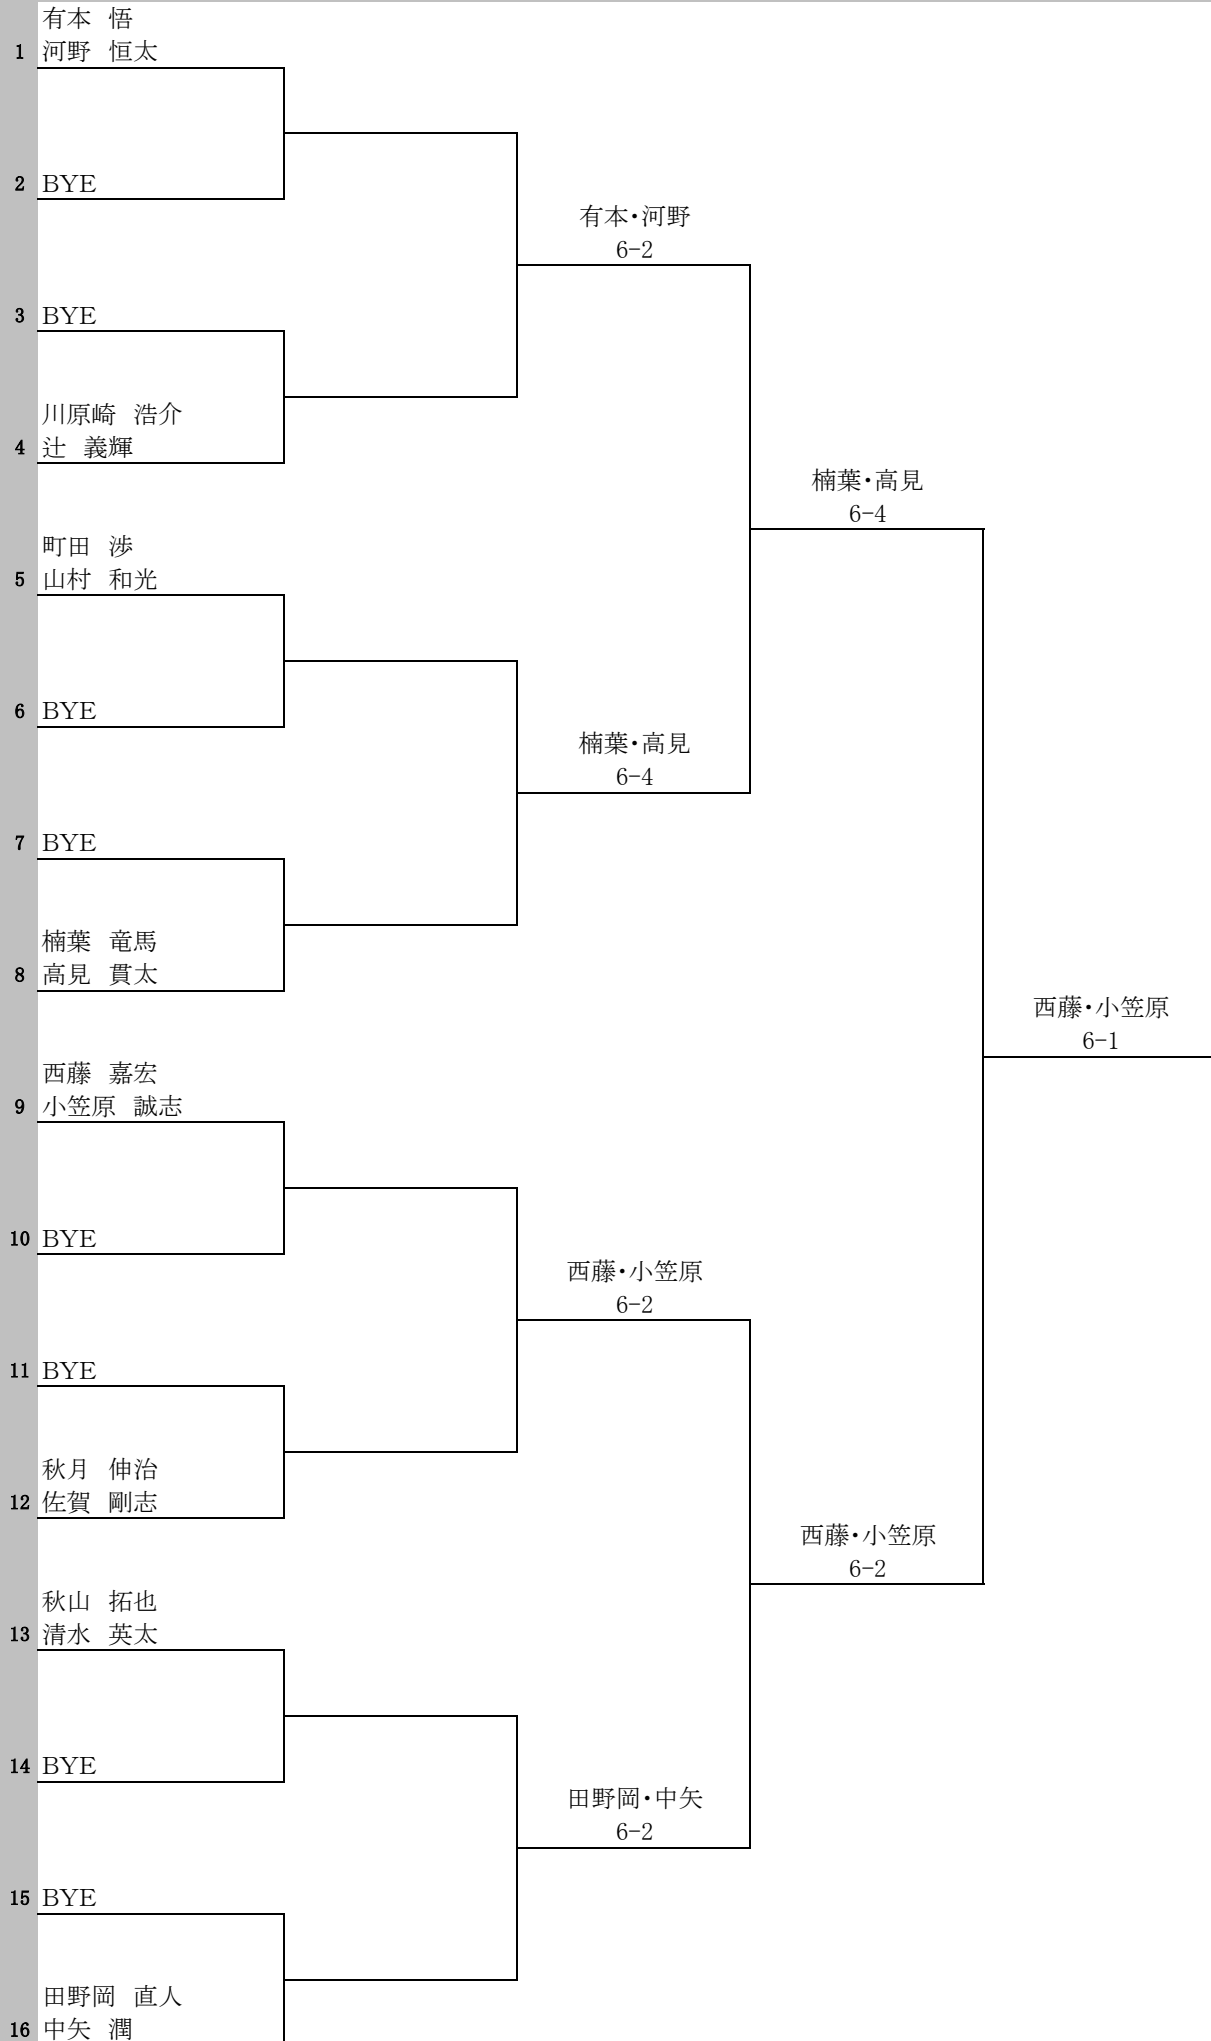 有本 悟
1 河野 恒太
2 BYE
有本・河野
6-2
3 BYE
川原崎 浩介
4 辻 義輝
楠葉・高見
6-4
町田 渉
5 山村 和光
6 BYE
楠葉・高見
6-4
7 BYE
楠葉 竜馬
8 高見 貫太
西藤・小笠原
6-1
西藤 嘉宏
9 小笠原 誠志
10 BYE
西藤・小笠原
6-2
11 BYE
秋月 伸治
12 佐賀 剛志
西藤・小笠原
6-2
秋山 拓也
13 清水 英太
14 BYE
田野岡・中矢
6-2
15 BYE
田野岡 直人
16 中矢 潤